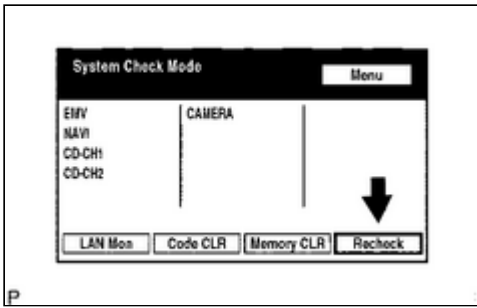 System Check Mode
Menu
EMV CAMERA
NAVI
CD-CH1
CD-CH2
LAN Mon Code CLR Memory CLR Recheck
P